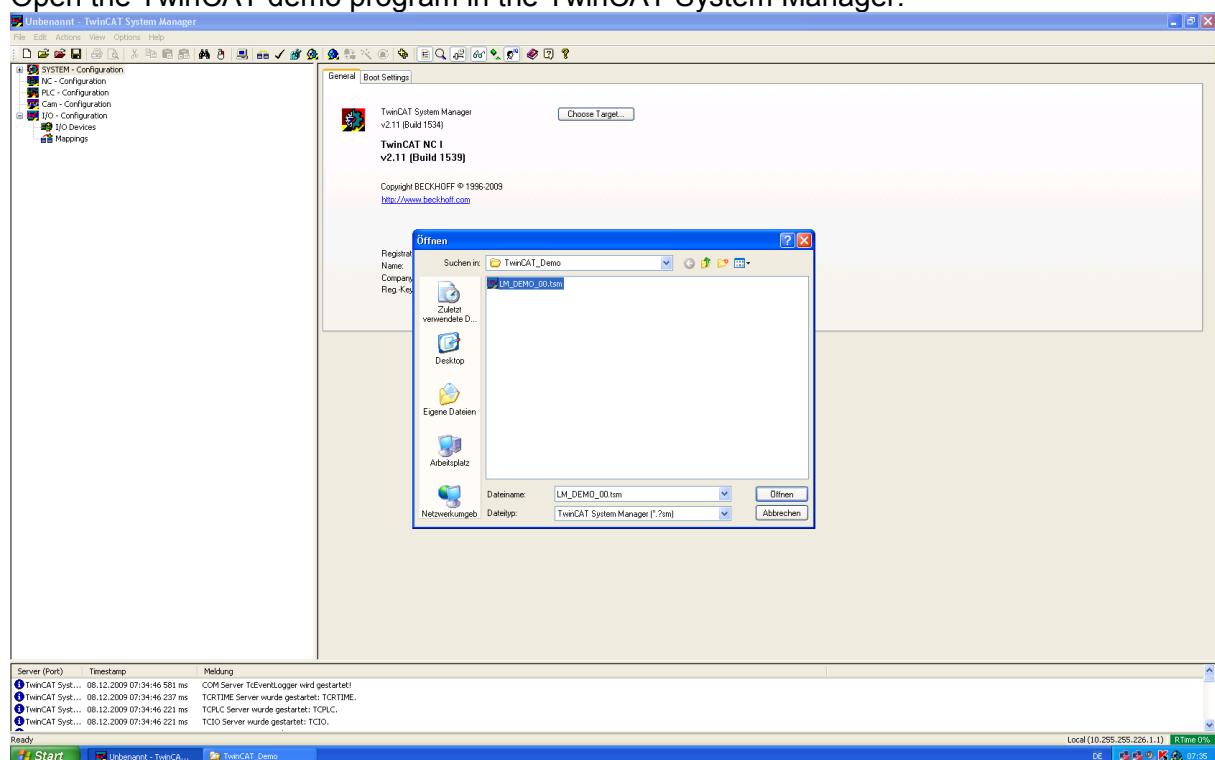 Open the TwinCAT demo program in the TwinCAT System Manager.
Unbenannt - TwinCAT System Manager
File Edit Actions View Options Help
SYSTEM - Configuration
NC - Configuration
PLC - Configuration
Cam - Configuration
I/O - Configuration
I/O Devices
Mappings
General Boot Settings
TwinCAT System Manager
v2.11 (Build 1534)
Choose Target...
TwinCAT NC I
v2.11 (Build 1539)
Copyright BECKHOFF © 1996-2009
http://www.beckhoff.com
Registrat
Name:
Company
Reg.-Key
Öffnen
Suchen in: TwinCAT_Demo
LM_DEMO_00.tsm
Zuletzt verwendete D...
Desktop
Eigene Dateien
Arbeitsplatz
Netzwerkumgeb
Dateiname: LM_DEMO_00.tsm Öffnen
Dateityp: TwinCAT System Manager (*.?sm) Abbrechen
Server (Port) Timestamp Meldung
TwinCAT Syst... 08.12.2009 07:34:46 581 ms COM Server TcEventLogger wird gestartet!
TwinCAT Syst... 08.12.2009 07:34:46 237 ms TCRTIME Server wurde gestartet: TCRTIME.
TwinCAT Syst... 08.12.2009 07:34:46 221 ms TCPLC Server wurde gestartet: TCPLC.
TwinCAT Syst... 08.12.2009 07:34:46 221 ms TCIO Server wurde gestartet: TCIO.
Ready Local (10.255.255.226.1.1) RTime 0%
Start Unbenannt - TwinCA... TwinCAT_Demo DE 07:35